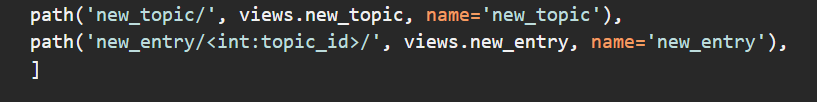 path('new_topic/', views.new_topic, name='new_topic'),
path('new_entry/<int:topic_id>/', views.new_entry, name='new_entry'),
]